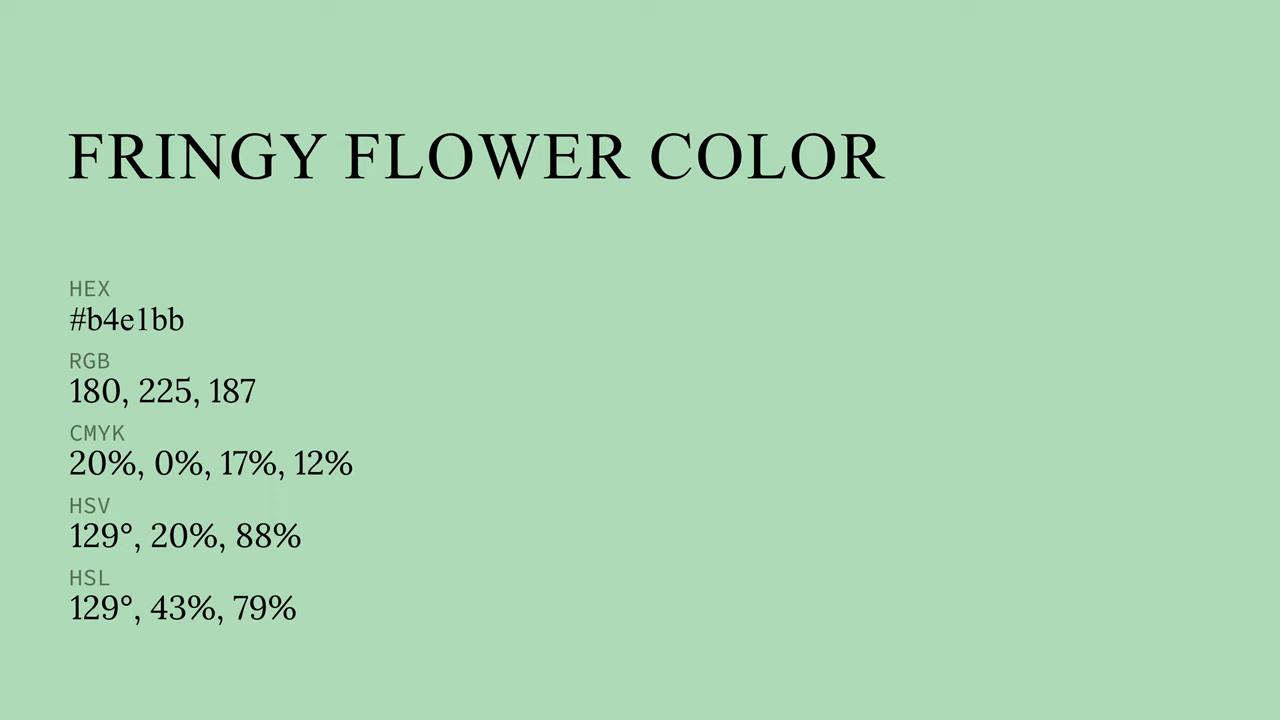 FRINGY FLOWER COLOR
HEX
#b4e1bb
RGB
180, 225, 187
CMYK
20%, 0%, 17%, 12%
HSV
129°, 20%, 88%
HSL
129°, 43%, 79%